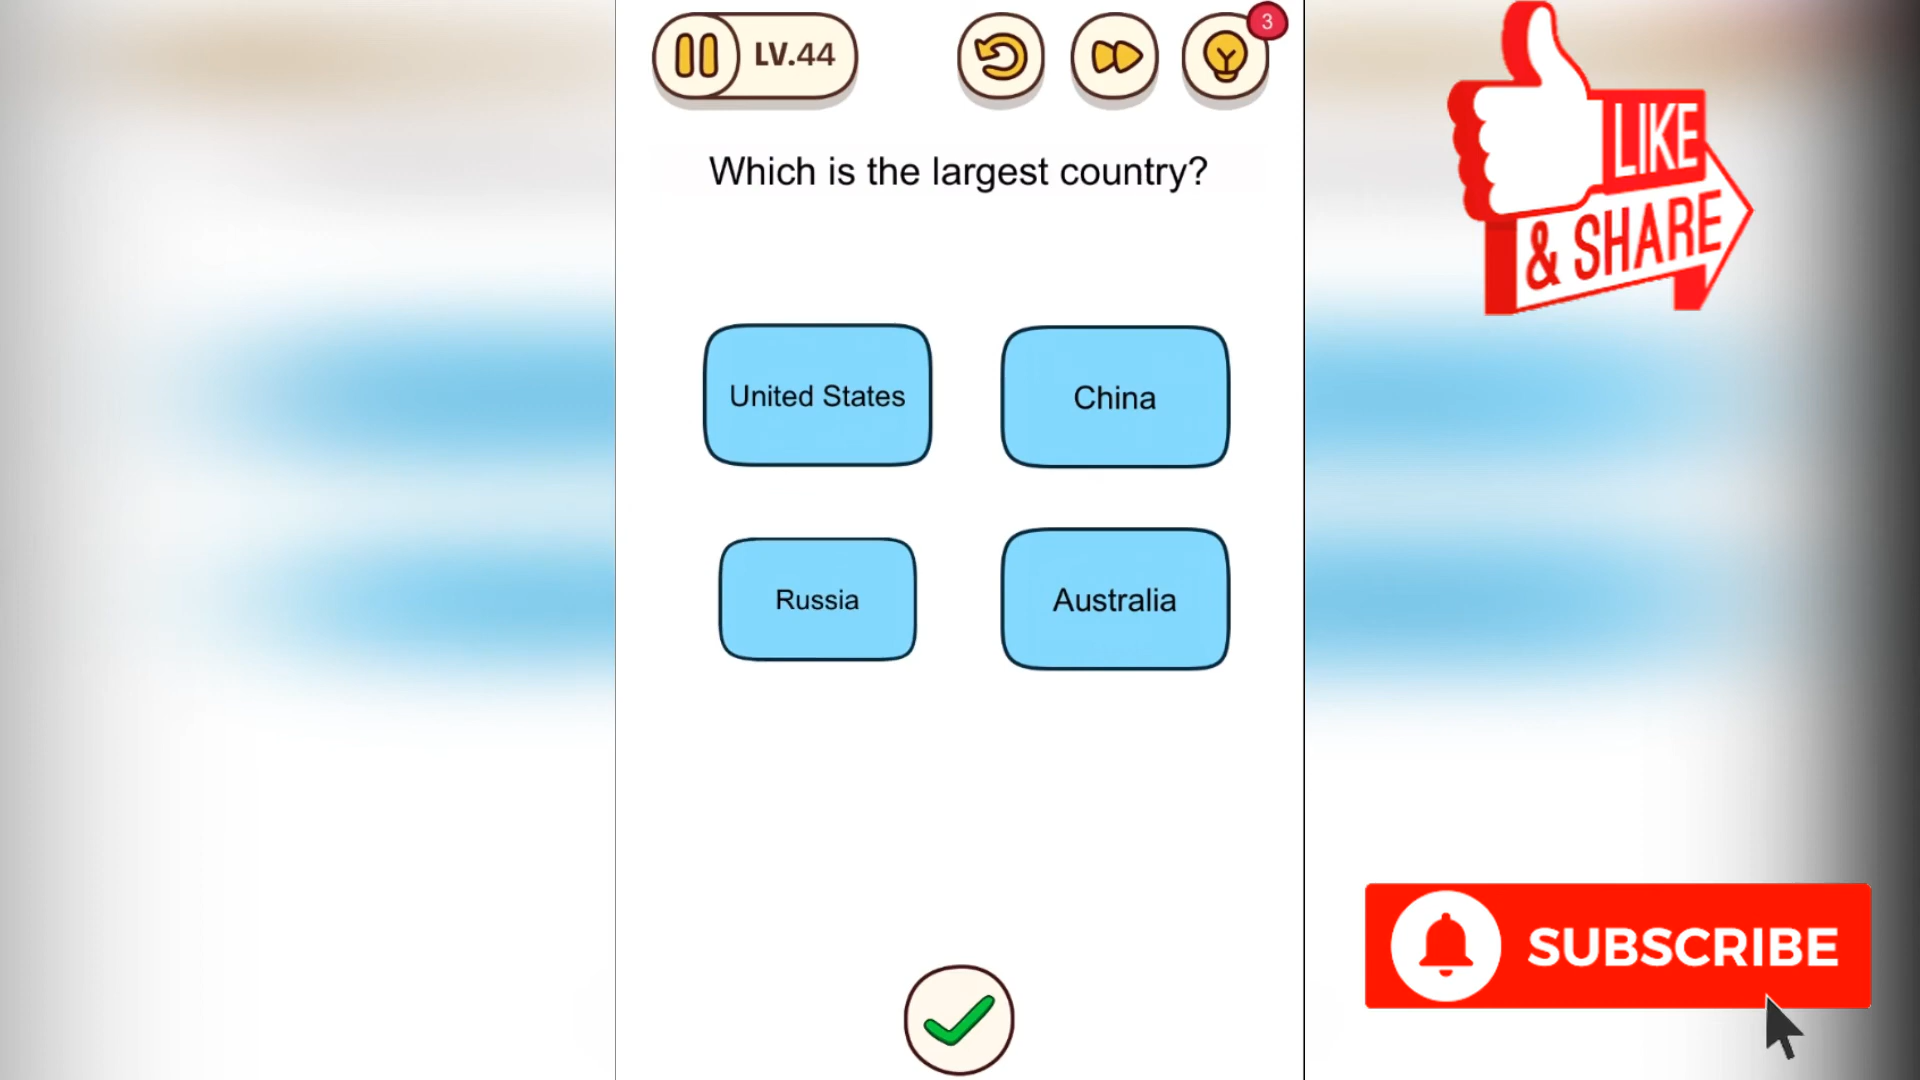 LV.44
3
Which is the largest country?
United States
China
Russia
Australia
LIKE
& SHARE
SUBSCRIBE